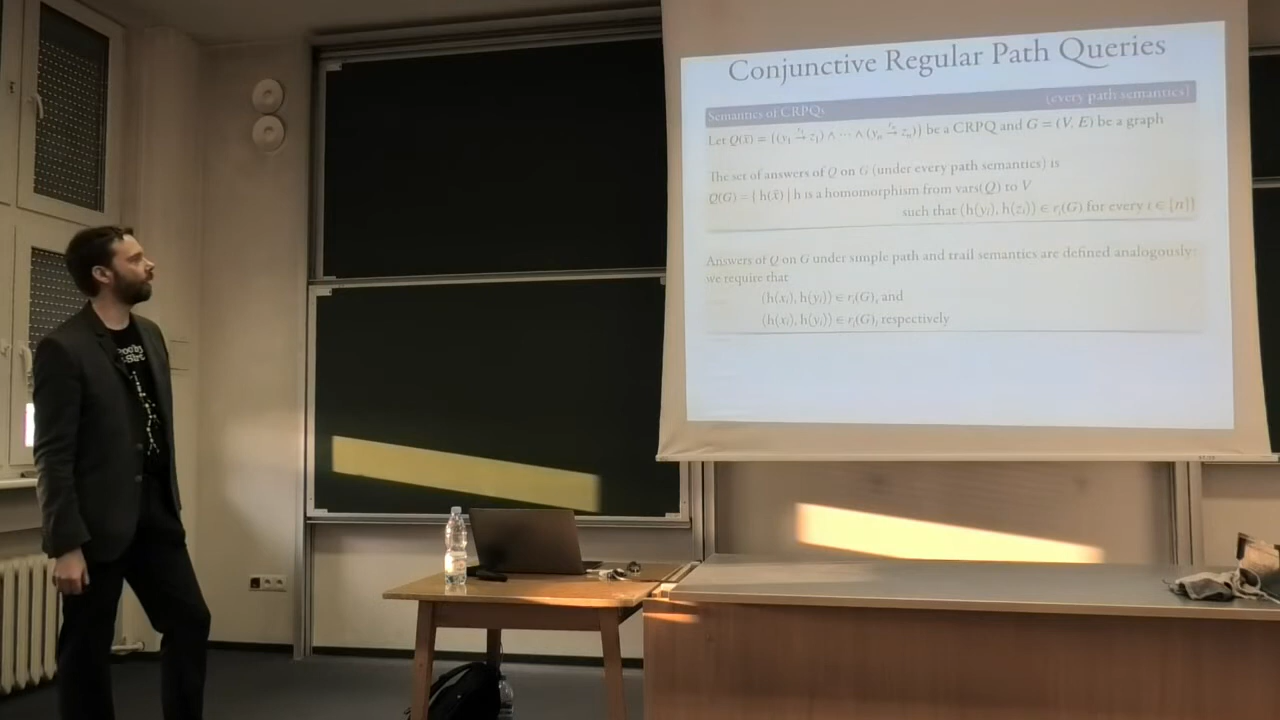 Conjunctive Regular Path Queries
Semantics of CRPQs (every path semantics)
Let Q(x̄) = {(y₁ →^{r₁} z₁) ∧ ⋯ ∧ (yₙ →^{rₙ} zₙ)} be a CRPQ and G = (V, E) be a graph
The set of answers of Q on G (under every path semantics) is
Q(G) = { h(x̄) | h is a homomorphism from vars(Q) to V
such that (h(yᵢ), h(zᵢ)) ∈ rᵢ(G) for every i ∈ [n]}
Answers of Q on G under simple path and trail semantics are defined analogously:
we require that
(h(xᵢ), h(yᵢ)) ∈ rᵢ(G), and
(h(xᵢ), h(yᵢ)) ∈ rᵢ(G), respectively